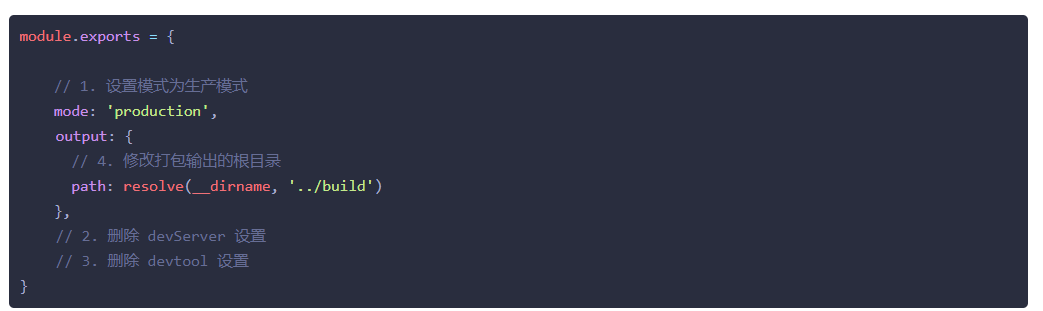 module.exports = {
// 1. 设置模式为生产模式
mode: 'production',
output: {
// 4. 修改打包输出的根目录
path: resolve(__dirname, '../build')
},
// 2. 删除 devServer 设置
// 3. 删除 devtool 设置
}